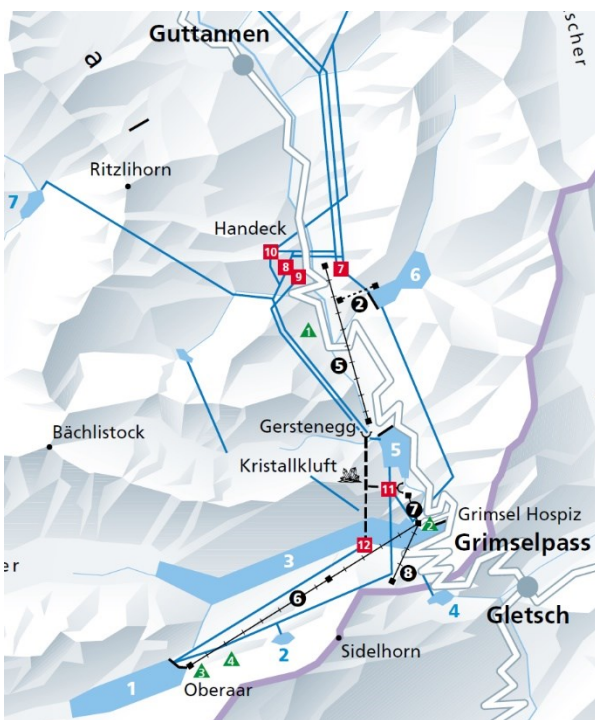 scher
Guttannen
a
l
Ritzlihorn
7
Handeck
10
8
9
7
6
2
1
5
Gerstenegg
Bächlistock
5
Kristallkluft
11
7
2
Grimsel Hospiz
Grimselpass
12
3
er
6
8
4
Gletsch
2
Sidelhorn
4
3
1
Oberaar